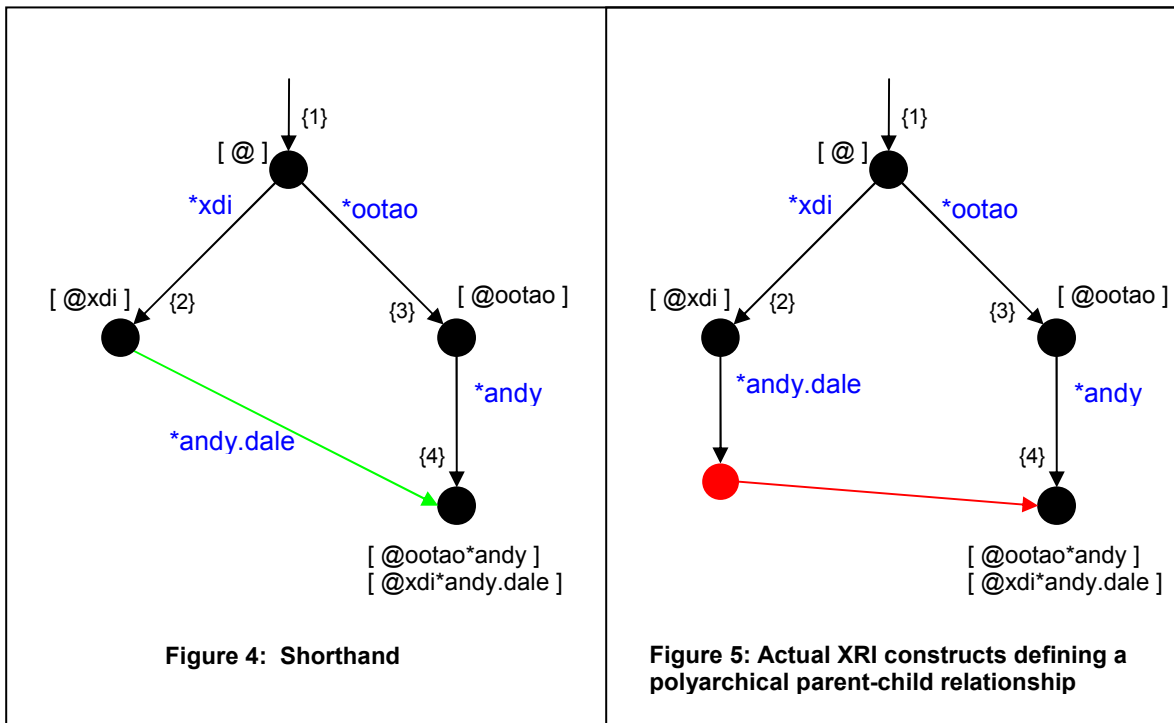 {1}
[ @ ]
*xdi
*ootao
[ @xdi ]
{2}
{3}
[ @ootao ]
*andy
*andy.dale
{4}
[ @ootao*andy ]
[ @xdi*andy.dale ]
Figure 4: Shorthand
{1}
[ @ ]
*xdi
*ootao
[ @xdi ]
{2}
{3}
[ @ootao ]
*andy.dale
*andy
{4}
[ @ootao*andy ]
[ @xdi*andy.dale ]
Figure 5: Actual XRI constructs defining a
polyarchical parent-child relationship